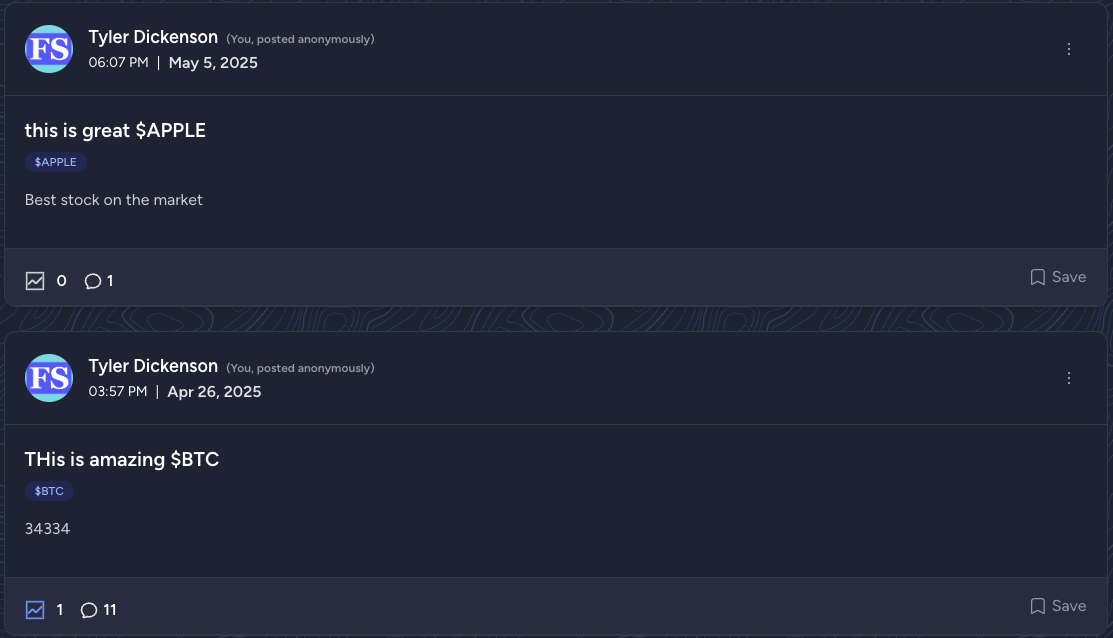 FS
Tyler Dickenson (You, posted anonymously)
06:07 PM | May 5, 2025
this is great $APPLE
$APPLE
Best stock on the market
0 1
Save
FS
Tyler Dickenson (You, posted anonymously)
03:57 PM | Apr 26, 2025
THis is amazing $BTC
$BTC
34334
1 11
Save